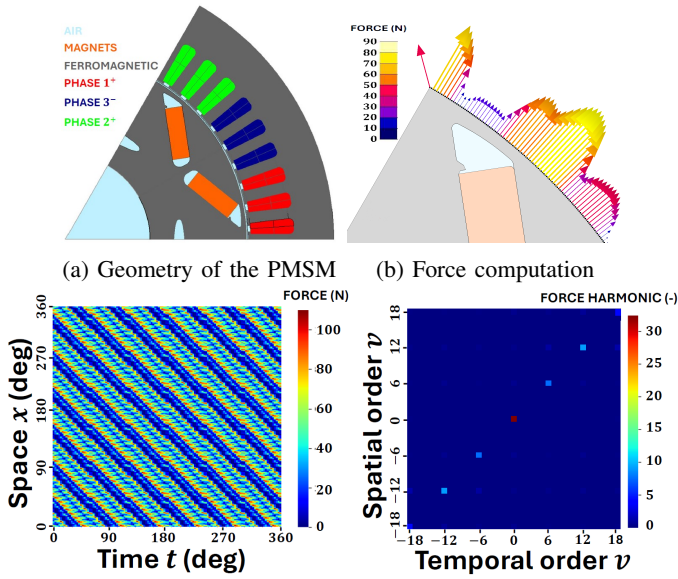 AIR
MAGNETS
FERROMAGNETIC
PHASE 1⁺
PHASE 3⁻
PHASE 2⁺
FORCE (N)
90
80
70
60
50
40
30
20
10
0
(a) Geometry of the PMSM
(b) Force computation
FORCE (N)
360
270
180
90
0
Space x (deg)
0 90 180 270 360
Time t (deg)
100
80
60
40
20
0
FORCE HARMONIC (-)
18
12
6
0
−6
−12
−18
Spatial order ν
−18 −12 −6 0 6 12 18
Temporal order υ
30
25
20
15
10
5
0